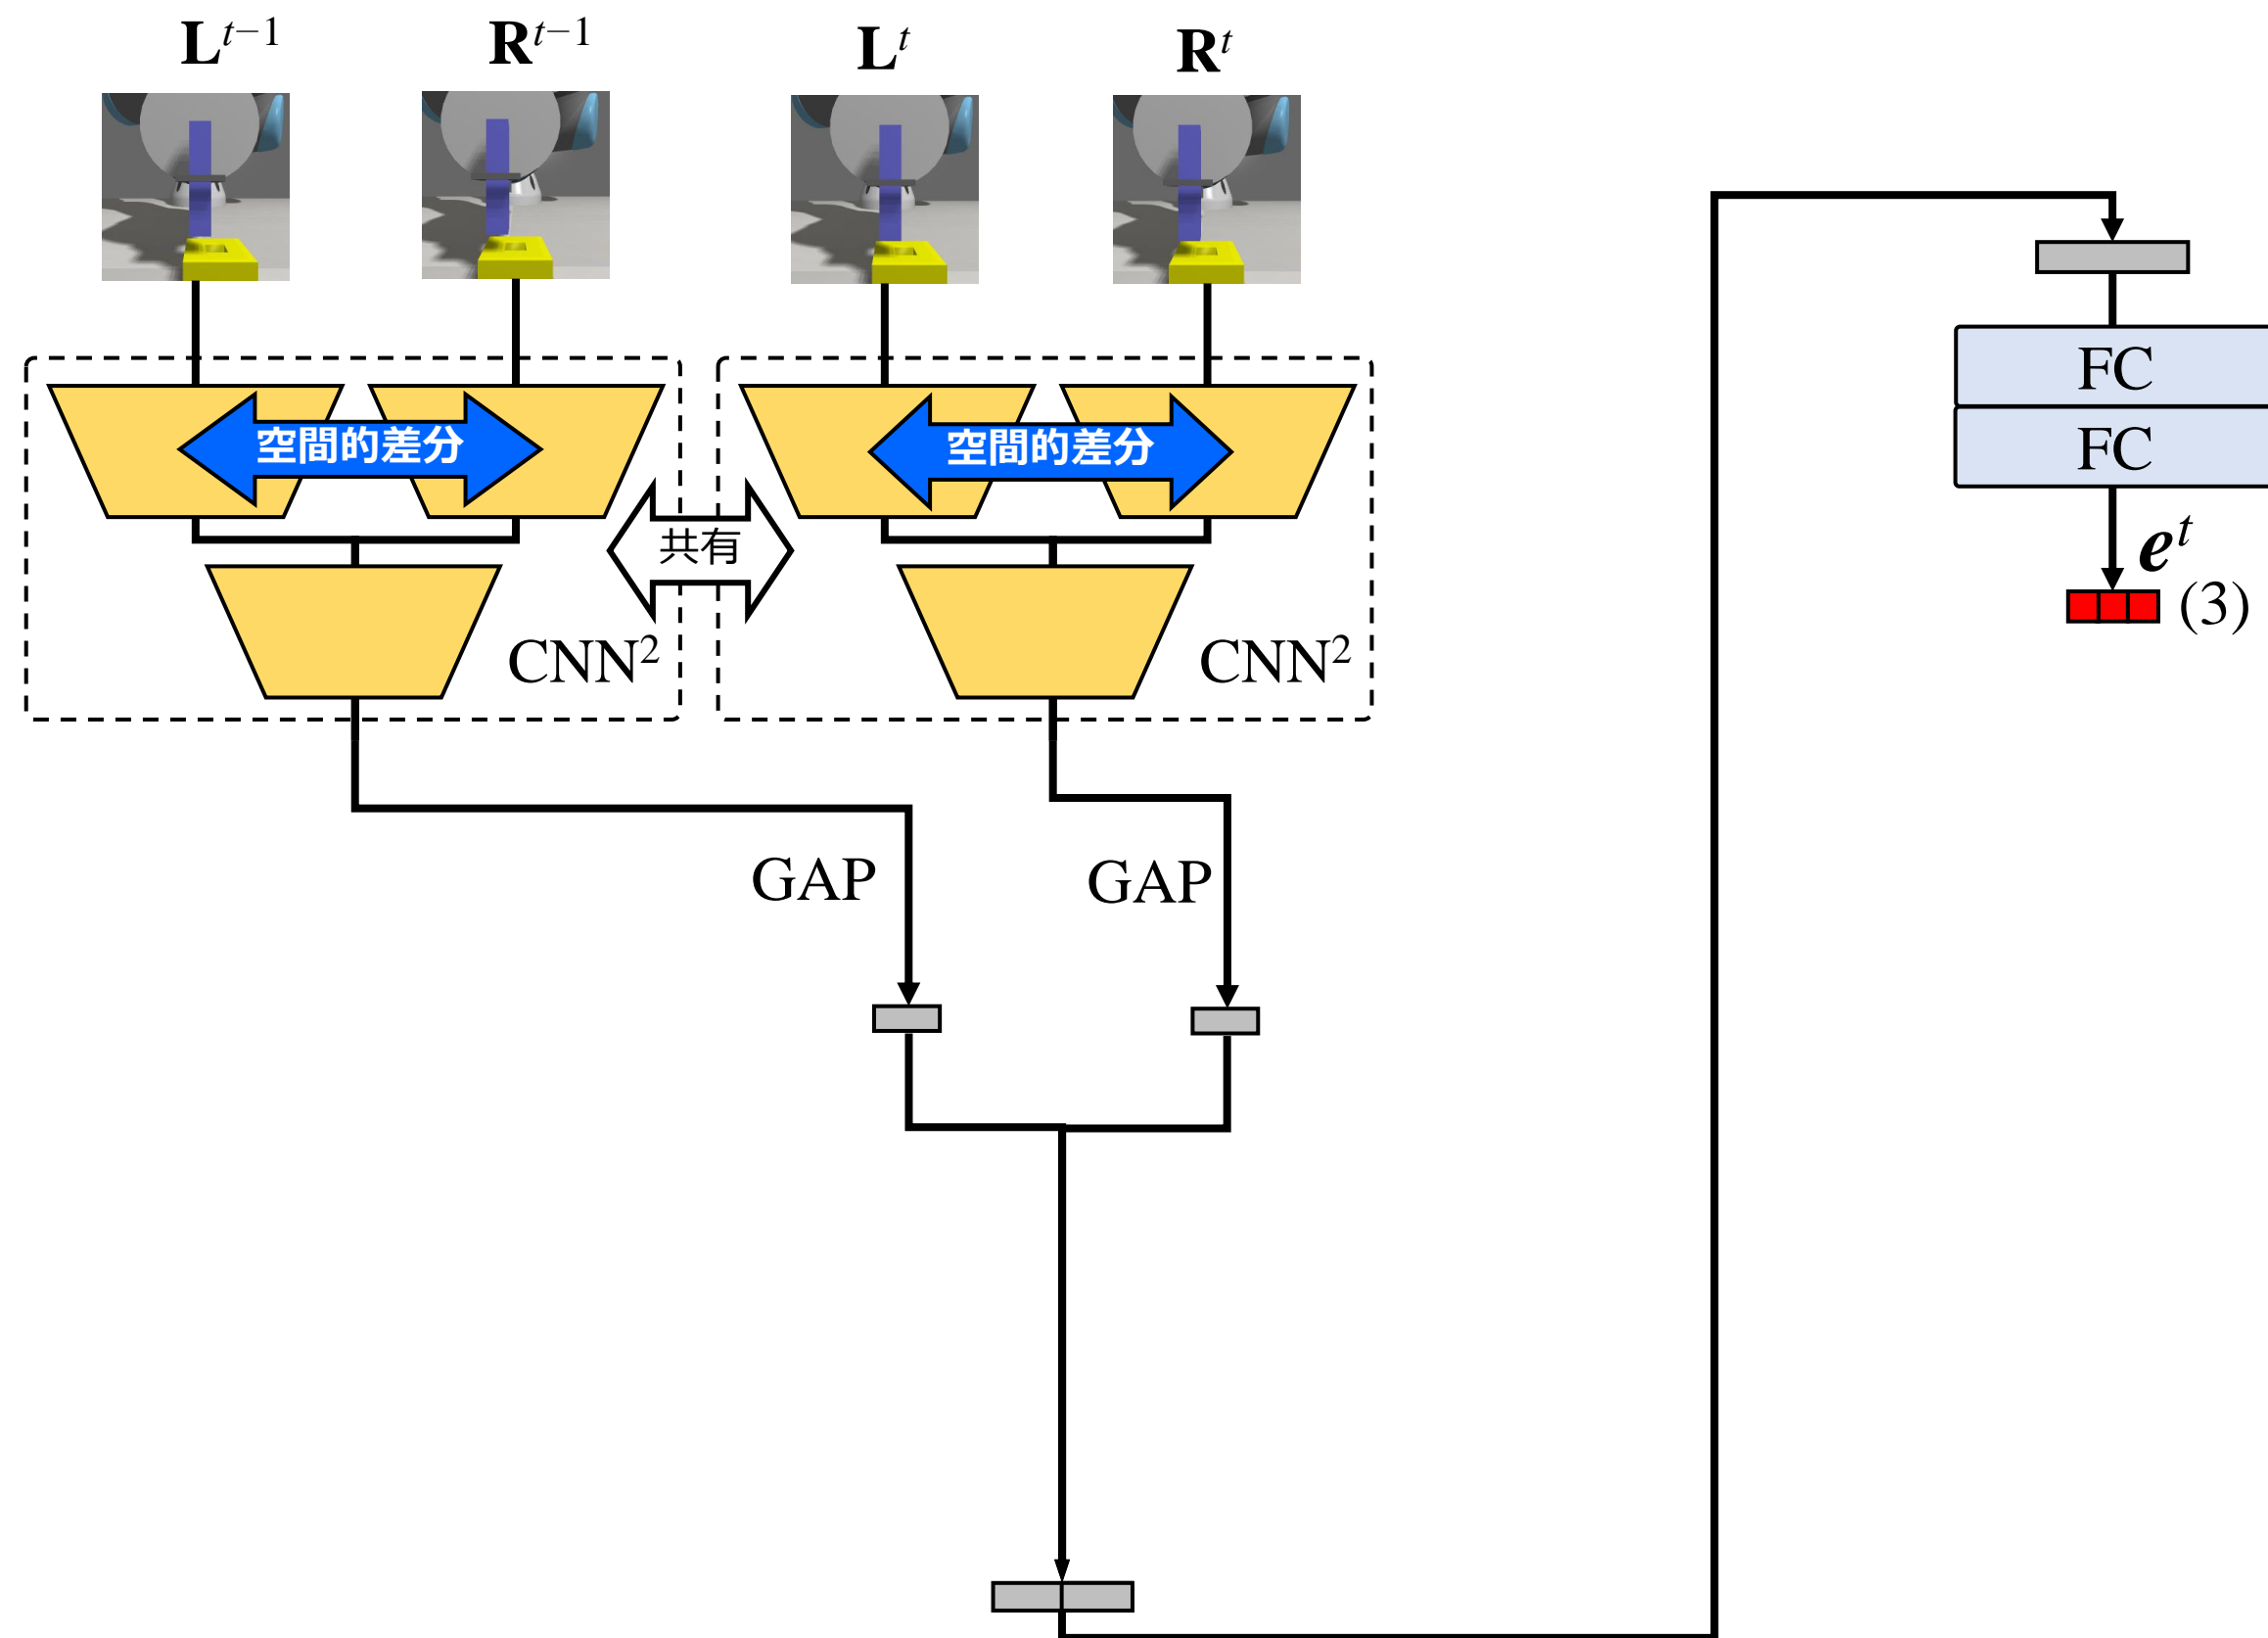 L^{t−1}
R^{t−1}
L^t
R^t
空間的差分
空間的差分
共有
CNN²
CNN²
GAP
GAP
FC
FC
e^t
(3)